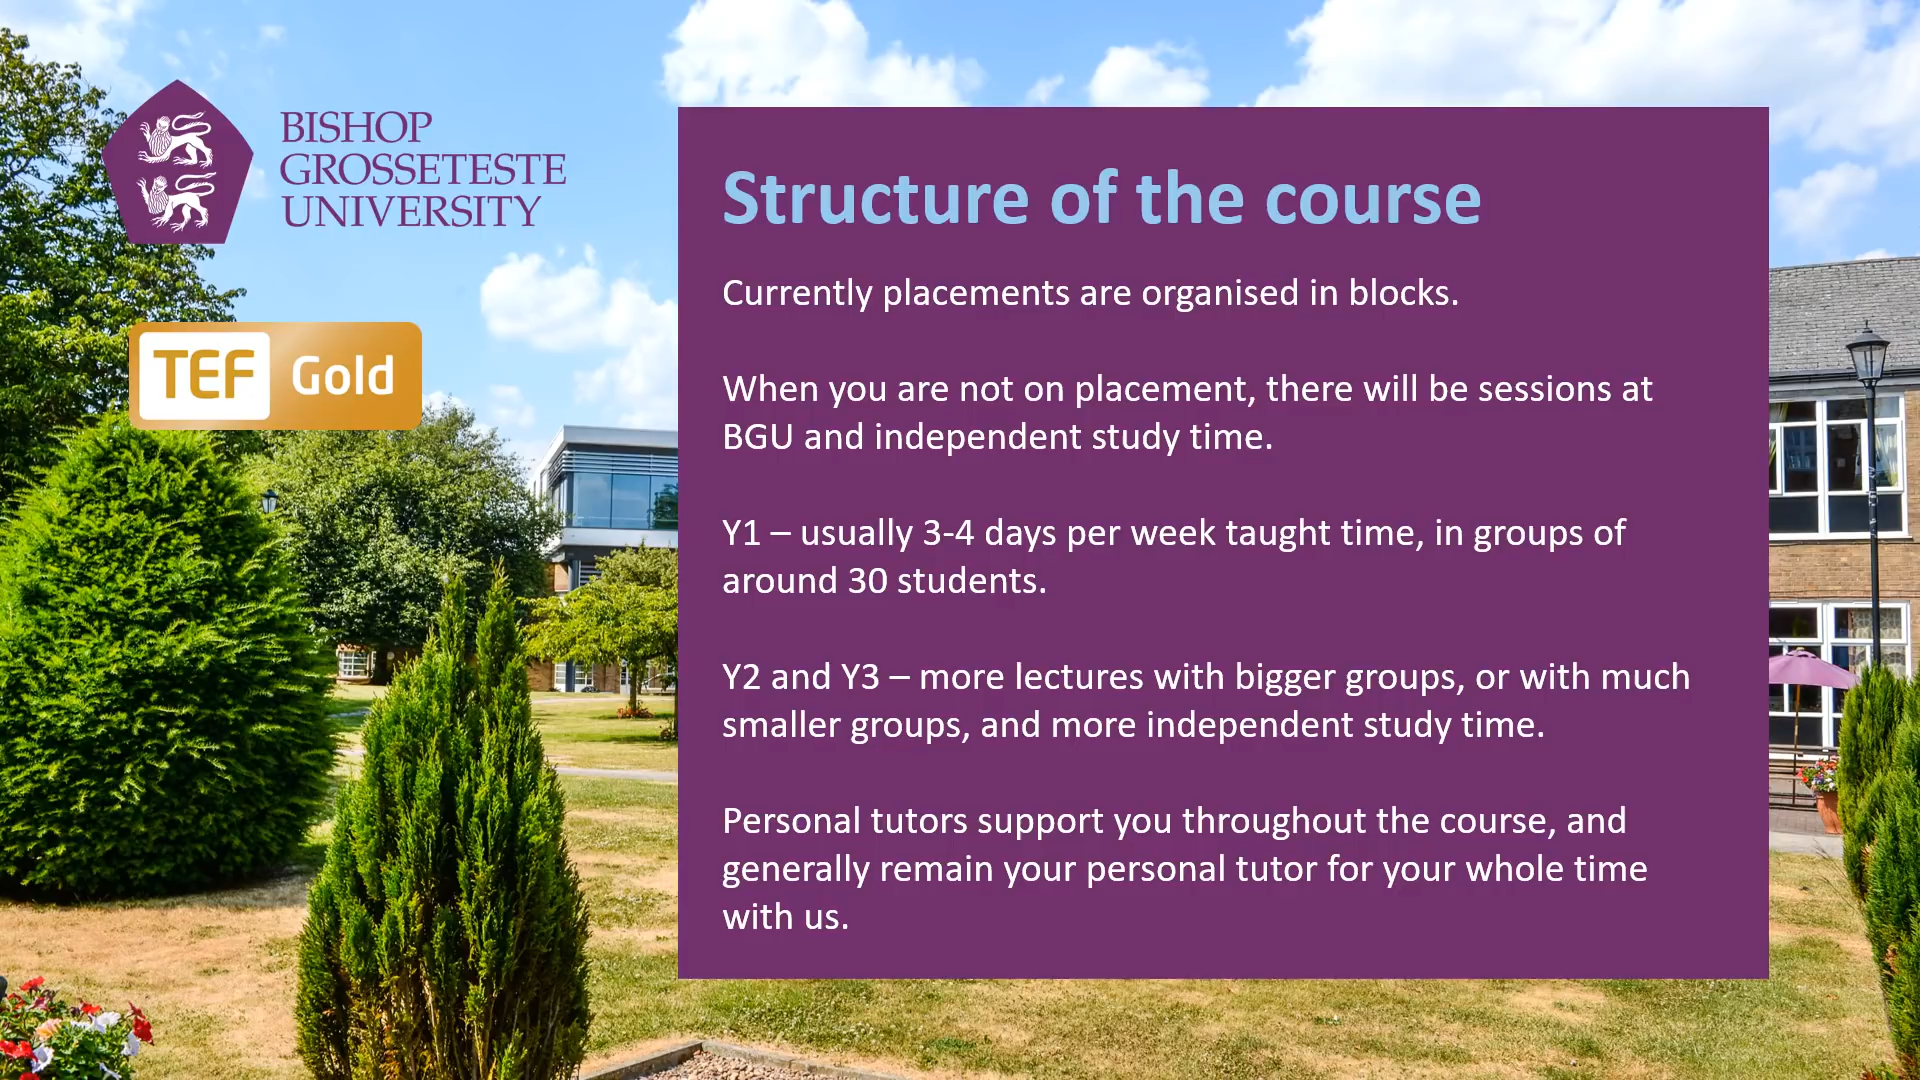 BISHOP
GROSSETESTE
UNIVERSITY
TEF Gold
Structure of the course
Currently placements are organised in blocks.
When you are not on placement, there will be sessions at
BGU and independent study time.
Y1 – usually 3-4 days per week taught time, in groups of
around 30 students.
Y2 and Y3 – more lectures with bigger groups, or with much
smaller groups, and more independent study time.
Personal tutors support you throughout the course, and
generally remain your personal tutor for your whole time
with us.